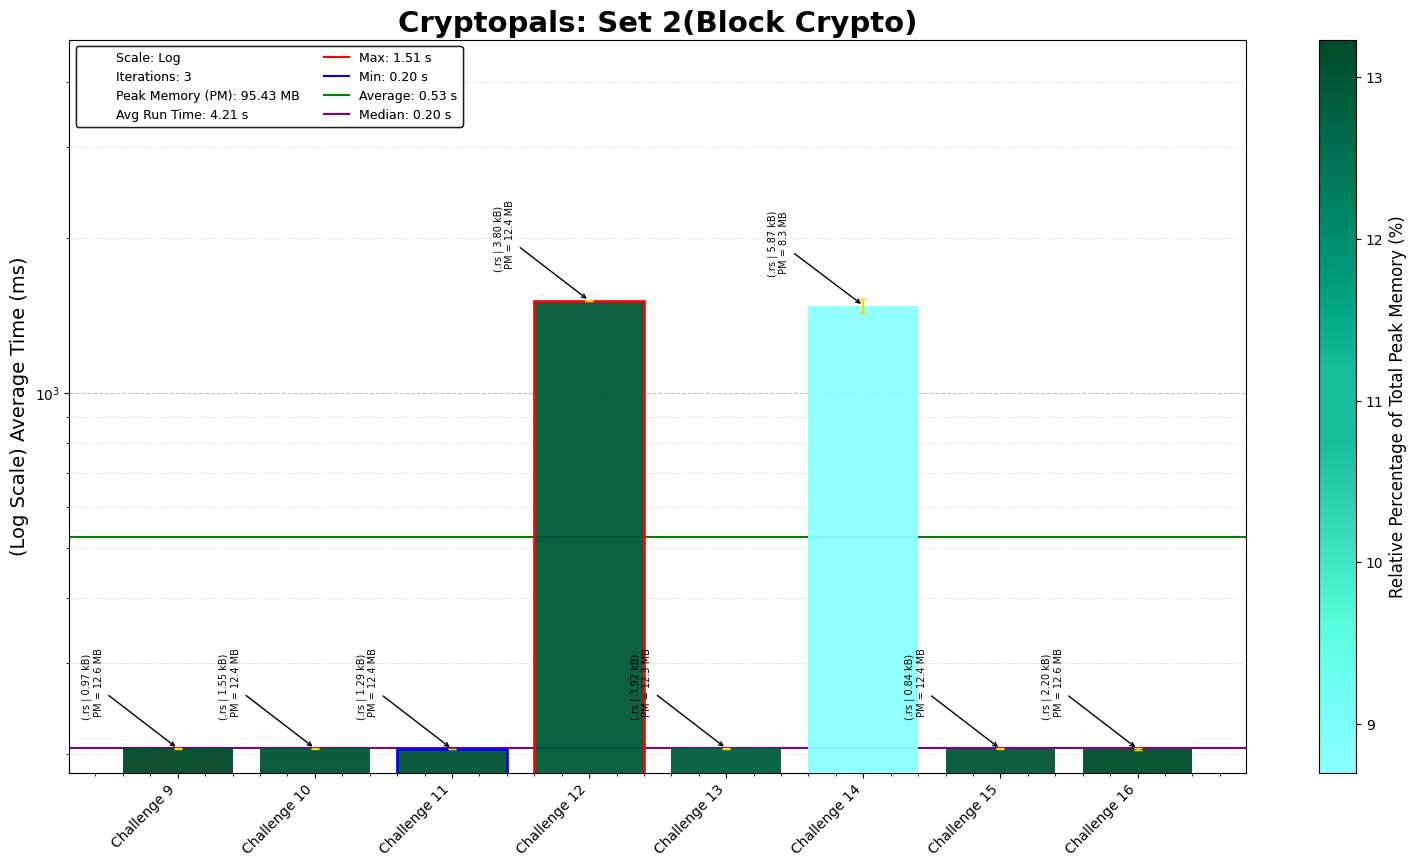 Cryptopals: Set 2(Block Crypto)
Scale: Log
Iterations: 3
Peak Memory (PM): 95.43 MB
Avg Run Time: 4.21 s
Max: 1.51 s
Min: 0.20 s
Average: 0.53 s
Median: 0.20 s
(Log Scale) Average Time (ms)
10³
(.rs | 0.97 kB)
PM = 12.6 MB
(.rs | 1.55 kB)
PM = 12.4 MB
(.rs | 1.29 kB)
PM = 12.4 MB
(.rs | 3.80 kB)
PM = 12.4 MB
(.rs | 3.92 kB)
PM = 12.3 MB
(.rs | 5.87 kB)
PM = 8.3 MB
(.rs | 0.84 kB)
PM = 12.4 MB
(.rs | 2.20 kB)
PM = 12.6 MB
Challenge 9
Challenge 10
Challenge 11
Challenge 12
Challenge 13
Challenge 14
Challenge 15
Challenge 16
13
12
11
10
9
Relative Percentage of Total Peak Memory (%)